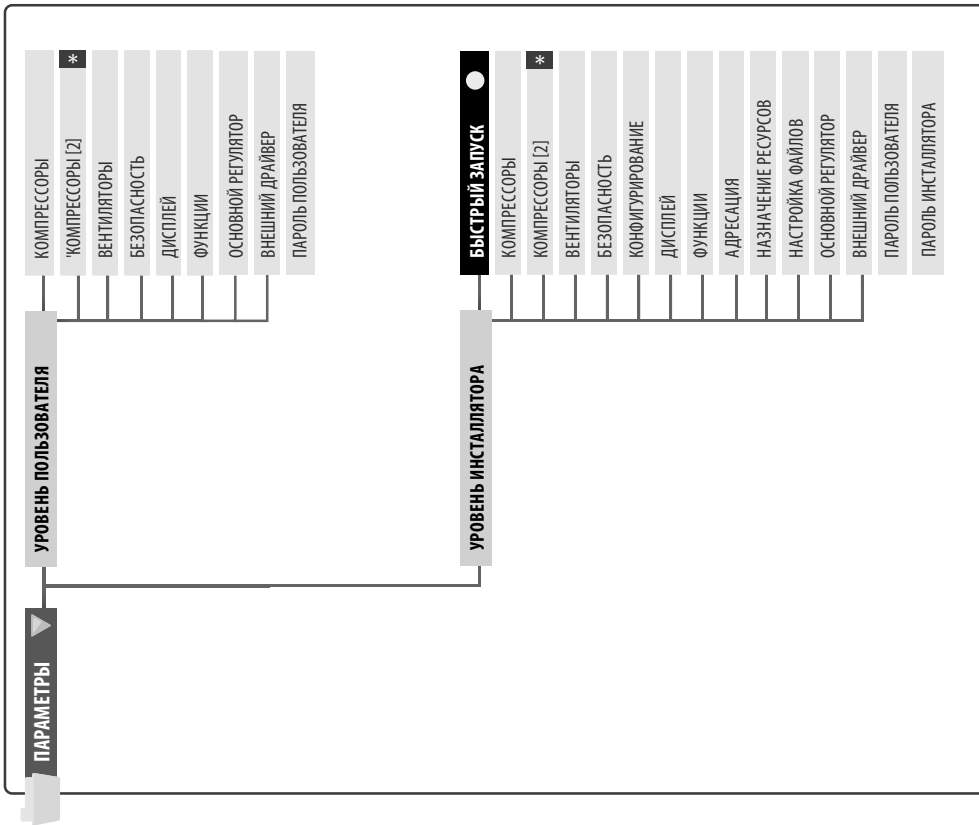 ПАРАМЕТРЫ
УРОВЕНЬ ПОЛЬЗОВАТЕЛЯ
КОМПРЕССОРЫ
'КОМПРЕССОРЫ [2] *
ВЕНТИЛЯТОРЫ
БЕЗОПАСНОСТЬ
ДИСПЛЕЙ
ФУНКЦИИ
ОСНОВНОЙ РЕГУЛЯТОР
ВНЕШНИЙ ДРАЙВЕР
ПАРОЛЬ ПОЛЬЗОВАТЕЛЯ
УРОВЕНЬ ИНСТАЛЛЯТОРА
БЫСТРЫЙ ЗАПУСК
КОМПРЕССОРЫ
КОМПРЕССОРЫ [2] *
ВЕНТИЛЯТОРЫ
БЕЗОПАСНОСТЬ
КОНФИГУРИРОВАНИЕ
ДИСПЛЕЙ
ФУНКЦИИ
АДРЕСАЦИЯ
НАЗНАЧЕНИЕ РЕСУРСОВ
НАСТРОЙКА ФАЙЛОВ
ОСНОВНОЙ РЕГУЛЯТОР
ВНЕШНИЙ ДРАЙВЕР
ПАРОЛЬ ПОЛЬЗОВАТЕЛЯ
ПАРОЛЬ ИНСТАЛЛЯТОРА